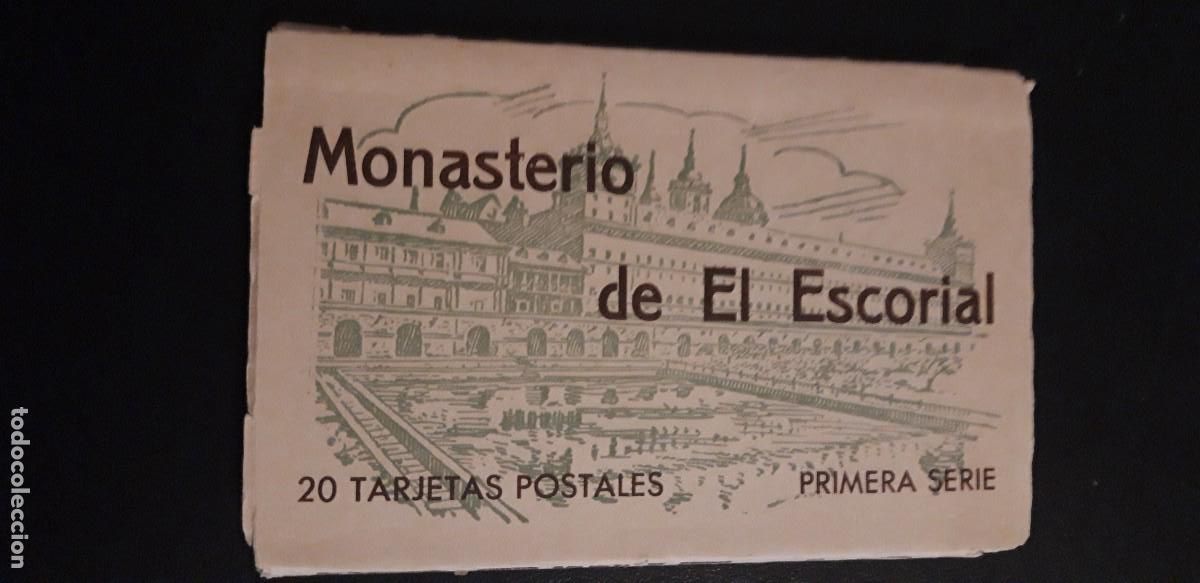 Monasterio
de El Escorial
20 TARJETAS POSTALES PRIMERA SERIE
todocoleccion